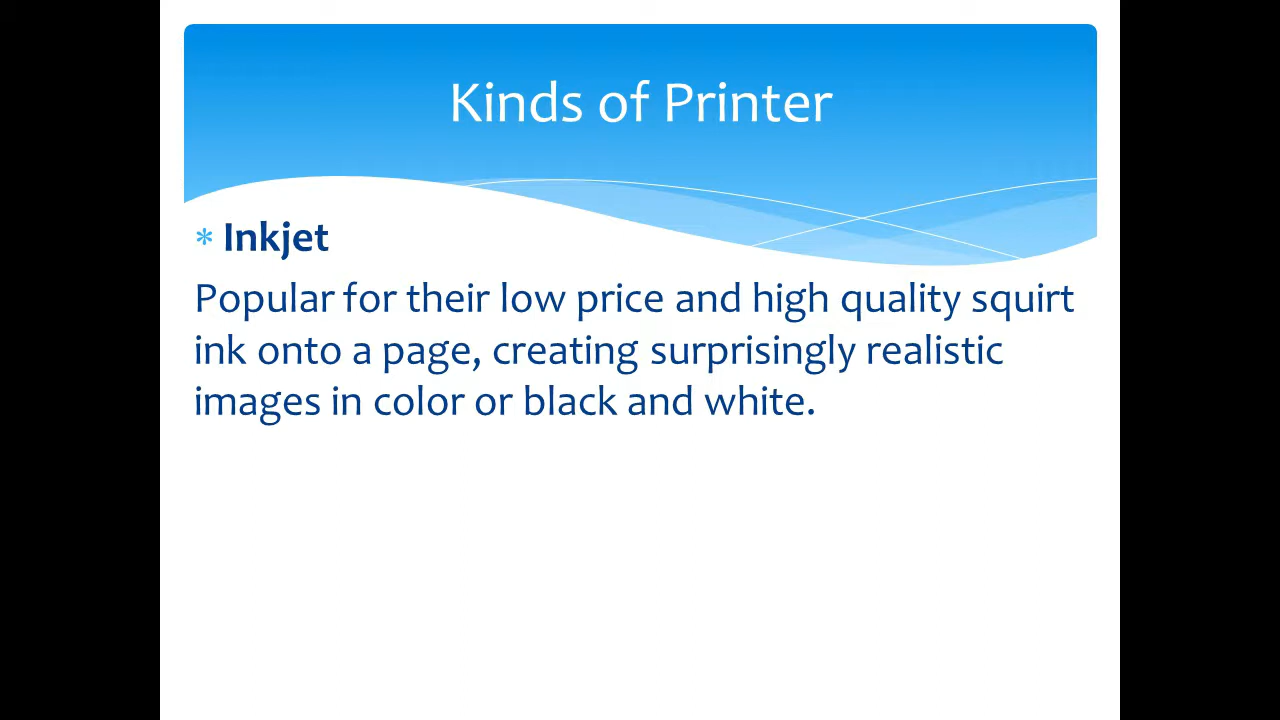 Kinds of Printer
* Inkjet
Popular for their low price and high quality squirt
ink onto a page, creating surprisingly realistic
images in color or black and white.